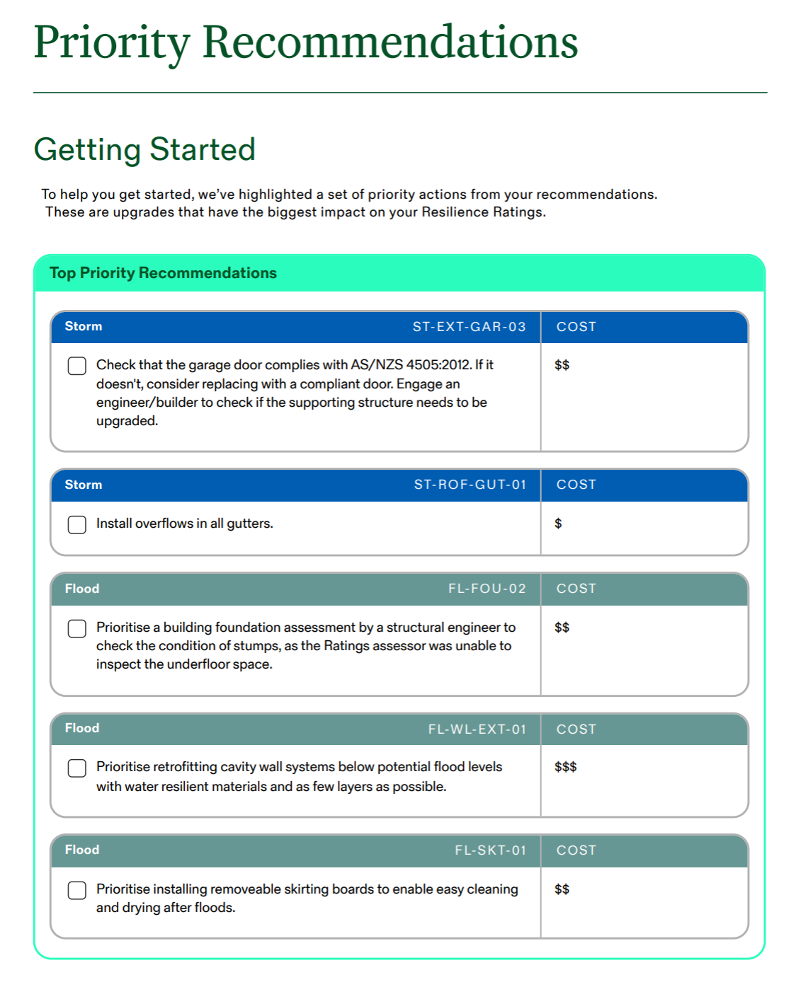 Priority Recommendations
Getting Started
To help you get started, we’ve highlighted a set of priority actions from your recommendations.
These are upgrades that have the biggest impact on your Resilience Ratings.
Top Priority Recommendations
Storm ST-EXT-GAR-03 COST
Check that the garage door complies with AS/NZS 4505:2012. If it $$
doesn't, consider replacing with a compliant door. Engage an
engineer/builder to check if the supporting structure needs to be
upgraded.
Storm ST-ROF-GUT-01 COST
Install overflows in all gutters. $
Flood FL-FOU-02 COST
Prioritise a building foundation assessment by a structural engineer to $$
check the condition of stumps, as the Ratings assessor was unable to
inspect the underfloor space.
Flood FL-WL-EXT-01 COST
Prioritise retrofitting cavity wall systems below potential flood levels $$$
with water resilient materials and as few layers as possible.
Flood FL-SKT-01 COST
Prioritise installing removeable skirting boards to enable easy cleaning $$
and drying after floods.